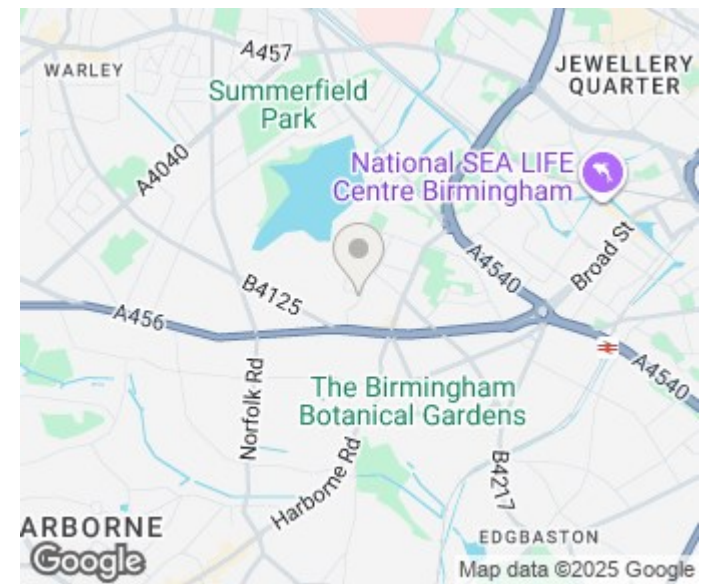 A457
WARLEY
JEWELLERY
QUARTER
Summerfield
Park
National SEA LIFE
Centre Birmingham
A4040
Broad St
A4540
B4125
A456
A4540
Norfolk Rd
The Birmingham
Botanical Gardens
Harborne Rd
B4217
ARBORNE
EDGBASTON
Google
Map data ©2025 Google